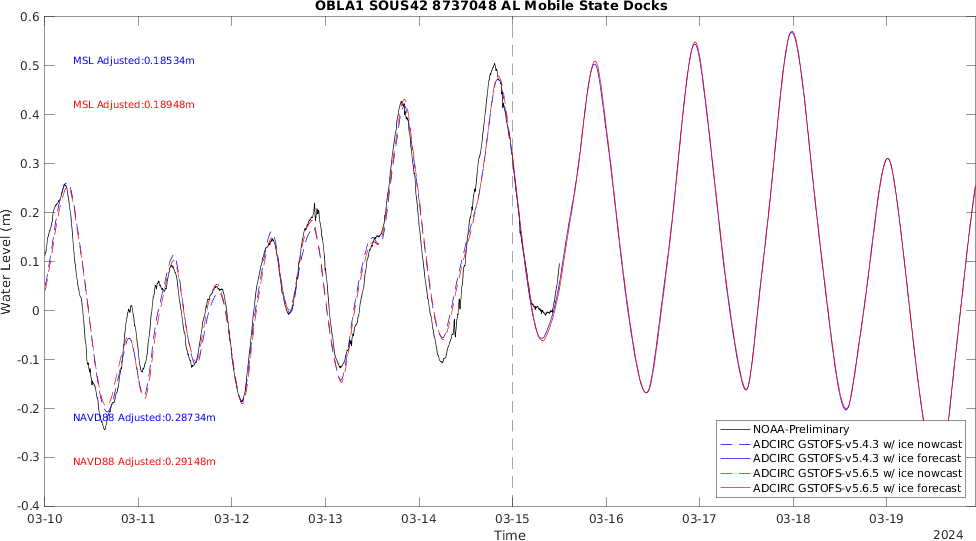 OBLA1 SOUS42 8737048 AL Mobile State Docks
0.6
0.5
0.4
0.3
0.2
0.1
0
-0.1
-0.2
-0.3
-0.4
Water Level (m)
MSL Adjusted:0.18534m
MSL Adjusted:0.18948m
NAVD88 Adjusted:0.28734m
NAVD88 Adjusted:0.29148m
NOAA-Preliminary
ADCIRC GSTOFS-v5.4.3 w/ ice nowcast
ADCIRC GSTOFS-v5.4.3 w/ ice forecast
ADCIRC GSTOFS-v5.6.5 w/ ice nowcast
ADCIRC GSTOFS-v5.6.5 w/ ice forecast
03-10 03-11 03-12 03-13 03-14 03-15 03-16 03-17 03-18 03-19
Time
2024